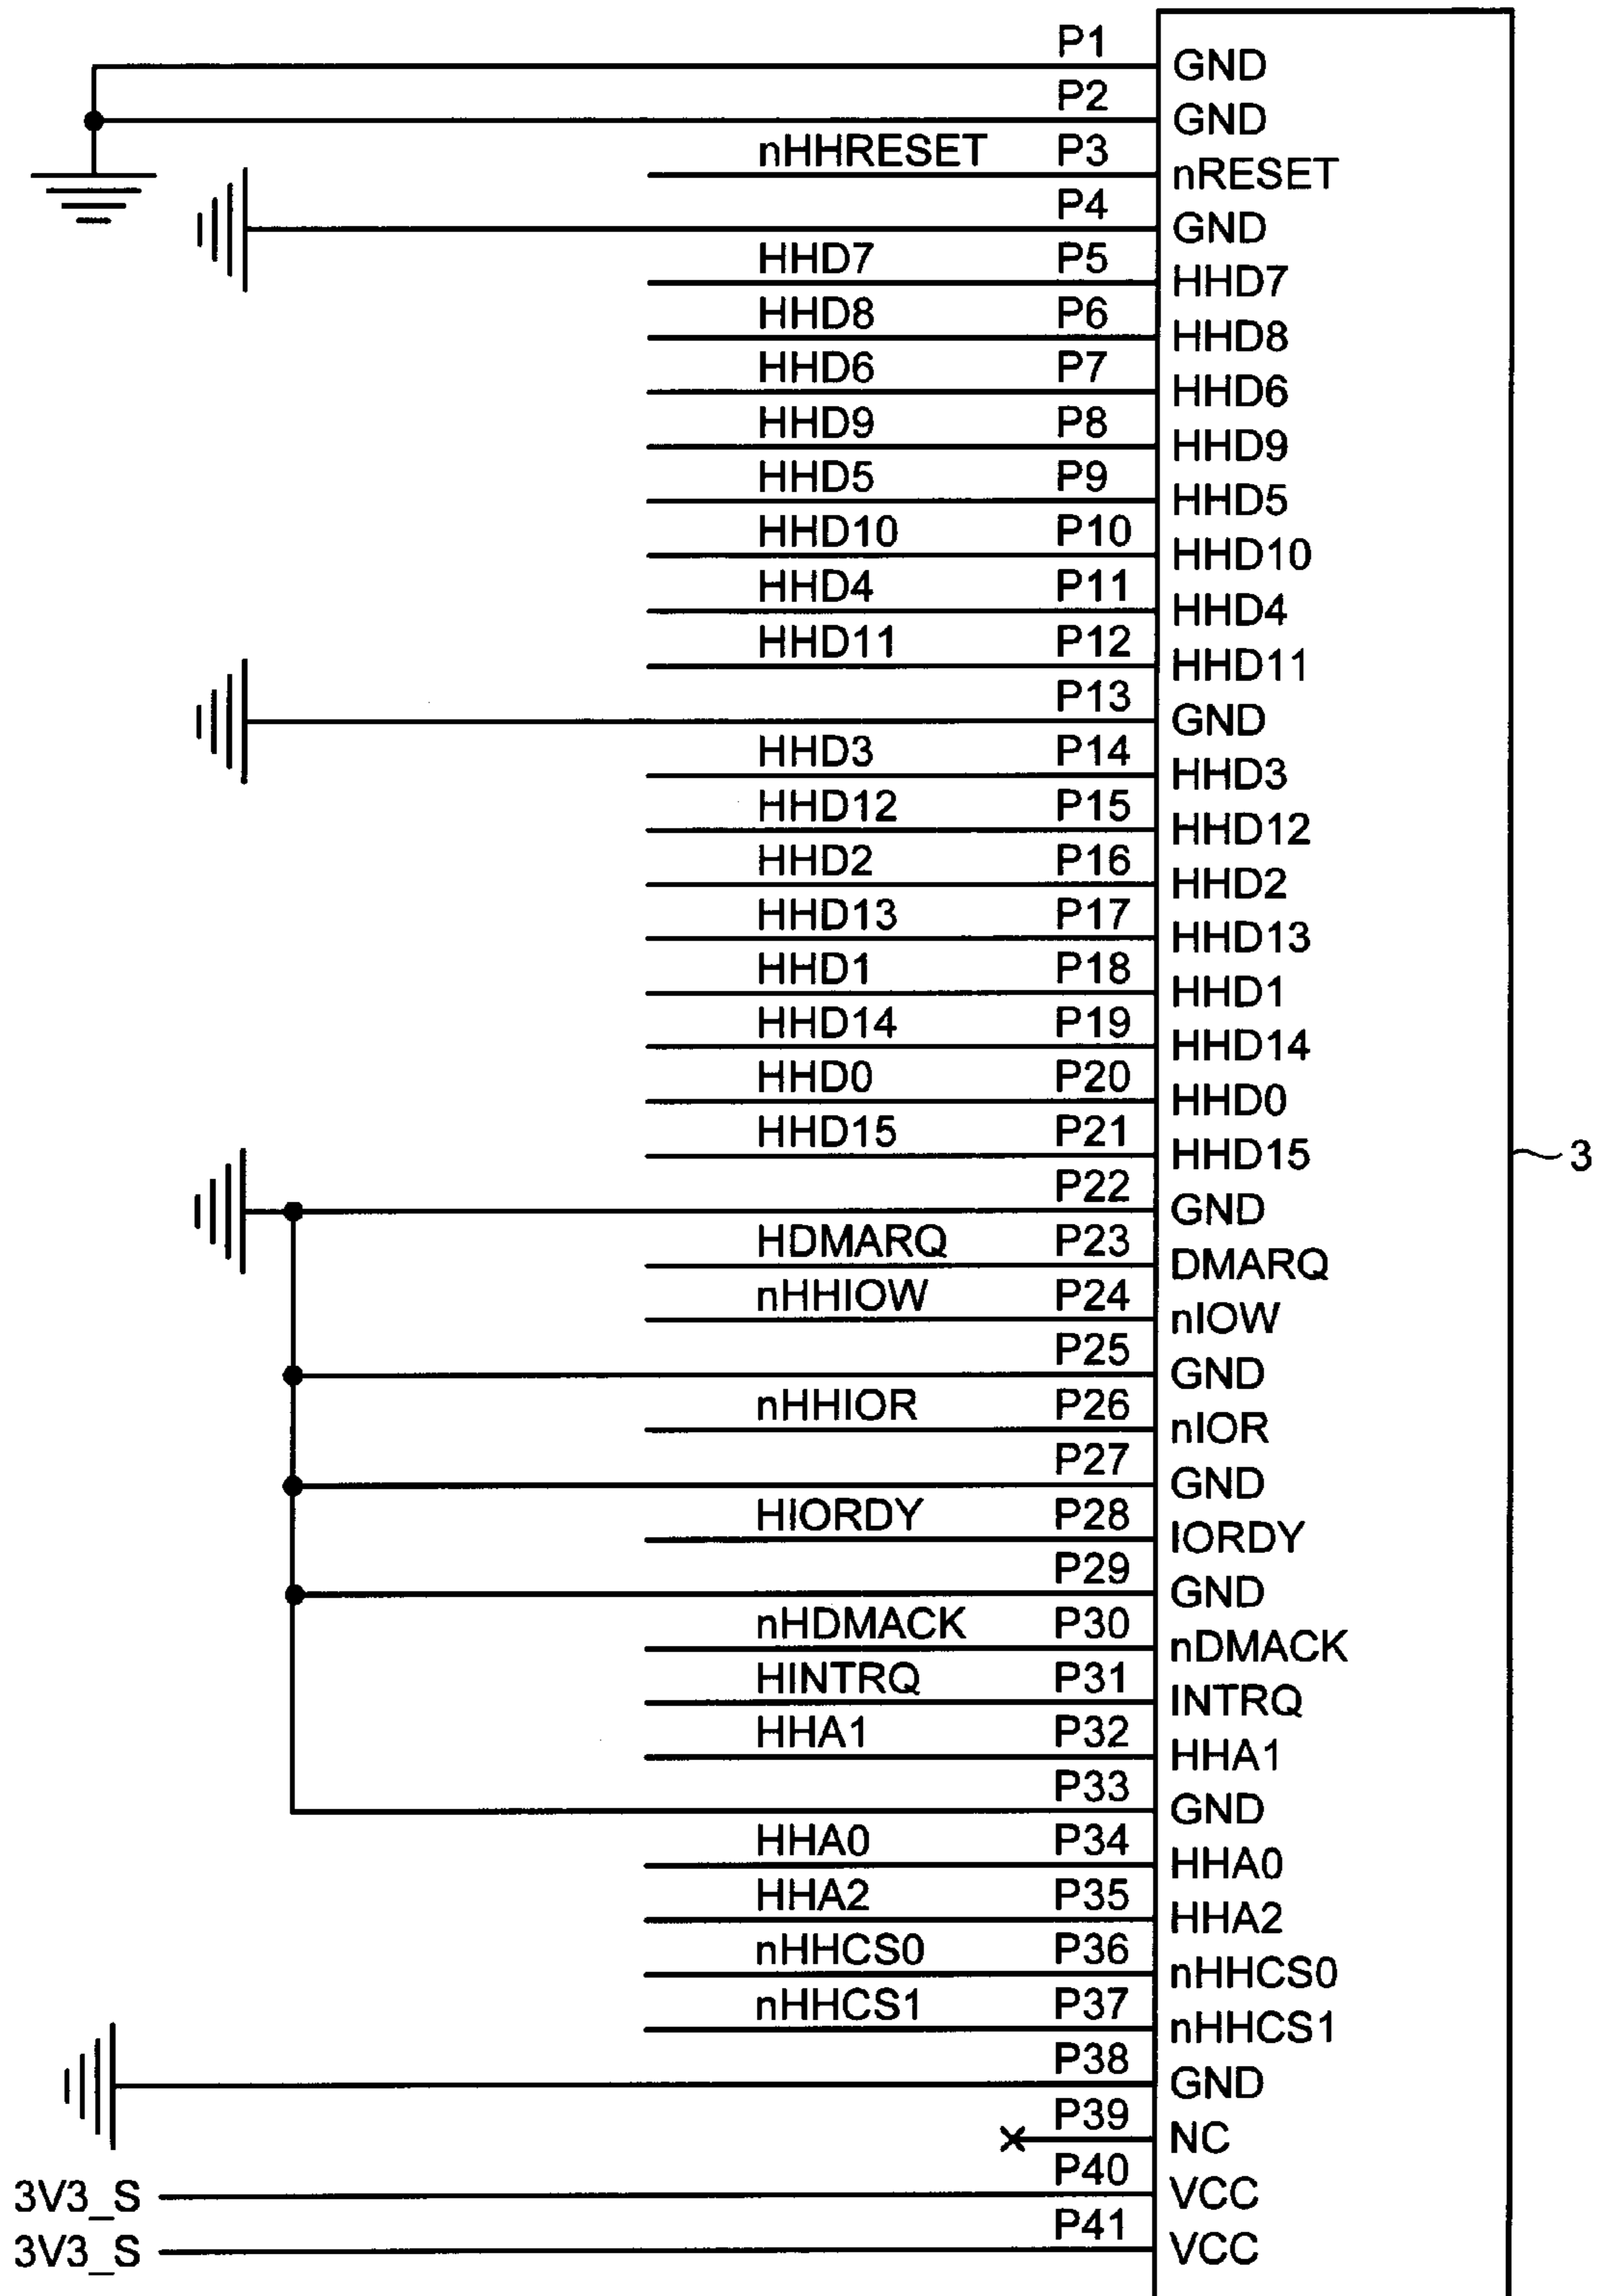 P1 GND
P2 GND
nHHRESET P3 nRESET
P4 GND
HHD7 P5 HHD7
HHD8 P6 HHD8
HHD6 P7 HHD6
HHD9 P8 HHD9
HHD5 P9 HHD5
HHD10 P10 HHD10
HHD4 P11 HHD4
HHD11 P12 HHD11
P13 GND
HHD3 P14 HHD3
HHD12 P15 HHD12
HHD2 P16 HHD2
HHD13 P17 HHD13
HHD1 P18 HHD1
HHD14 P19 HHD14
HHD0 P20 HHD0
HHD15 P21 HHD15
3
P22 GND
HDMARQ P23 DMARQ
nHHIOW P24 nIOW
P25 GND
nHHIOR P26 nIOR
P27 GND
HIORDY P28 IORDY
P29 GND
nHDMACK P30 nDMACK
HINTRQ P31 INTRQ
HHA1 P32 HHA1
P33 GND
HHA0 P34 HHA0
HHA2 P35 HHA2
nHHCS0 P36 nHHCS0
nHHCS1 P37 nHHCS1
P38 GND
P39 NC
3V3_S P40 VCC
3V3_S P41 VCC